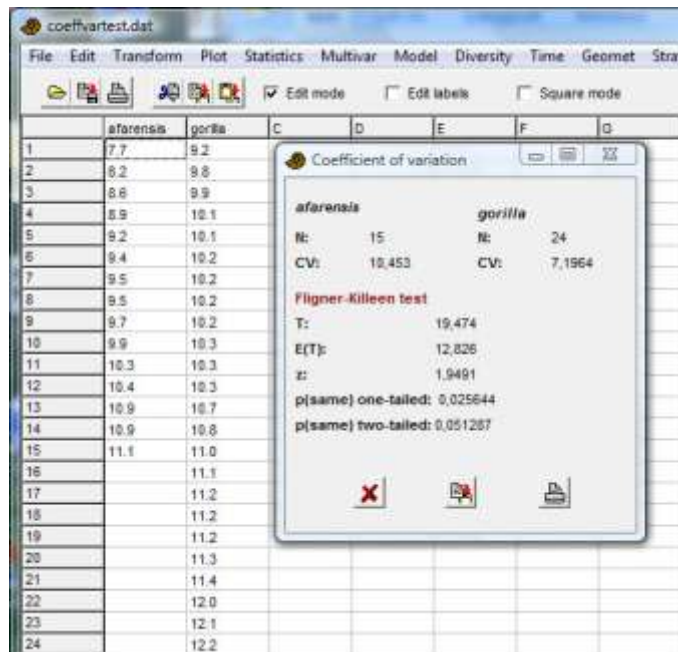 coeffvartest.dat
File Edit Transform Plot Statistics Multivar Model Diversity Time Geomet Stra
Edit mode Edit labels Square mode
afarensis gorilla C D E F G
1 7.7 9.2
2 8.2 9.8
3 8.6 9.9
4 8.9 10.1
5 9.2 10.1
6 9.4 10.2
7 9.5 10.2
8 9.5 10.2
9 9.7 10.2
10 9.9 10.3
11 10.3 10.3
12 10.4 10.3
13 10.9 10.7
14 10.9 10.8
15 11.1 11.0
16 11.1
17 11.2
18 11.2
19 11.2
20 11.3
21 11.4
22 12.0
23 12.1
24 12.2
Coefficient of variation
afarensis gorilla
N: 15 N: 24
CV: 10,453 CV: 7,1964
Fligner-Killeen test
T: 19,474
E(T): 12,826
z: 1,9491
p(same) one-tailed: 0,025644
p(same) two-tailed: 0,051287